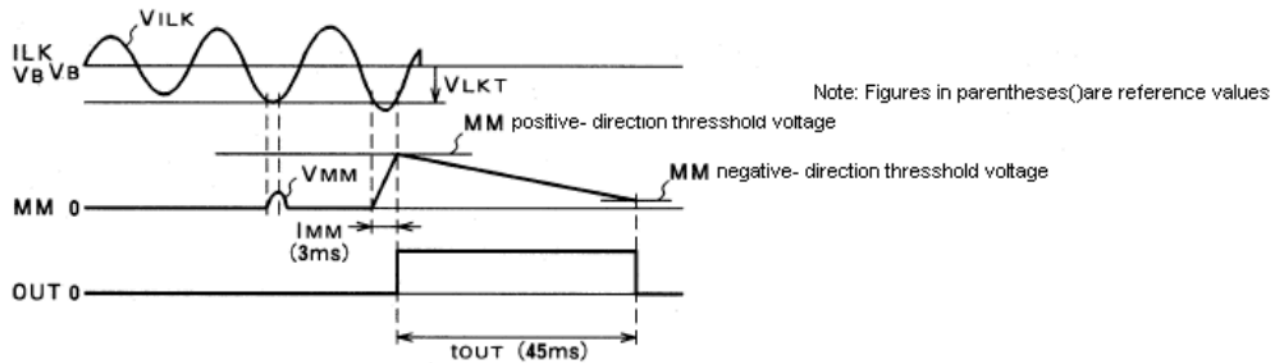 VILK
ILK
VB VB
VLKT
Note: Figures in parentheses()are reference values
MM positive- direction thresshold voltage
VMM
MM negative- direction thresshold voltage
MM 0
IMM
(3ms)
OUT 0
tOUT (45ms)